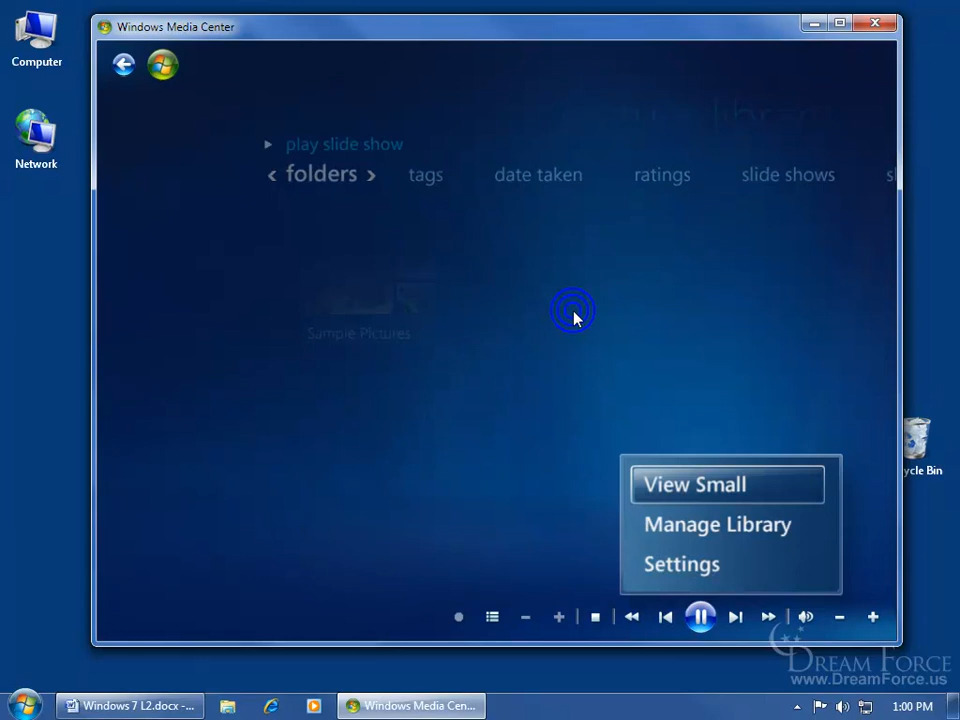 Windows Media Center
Computer
Network
library
play slide show
folders
tags
date taken
ratings
slide shows
Sample Pictures
View Small
Manage Library
Settings
cycle Bin
DREAM FORCE
www.DreamForce.us
Windows 7 L2.docx -...
Windows Media Cen...
1:00 PM